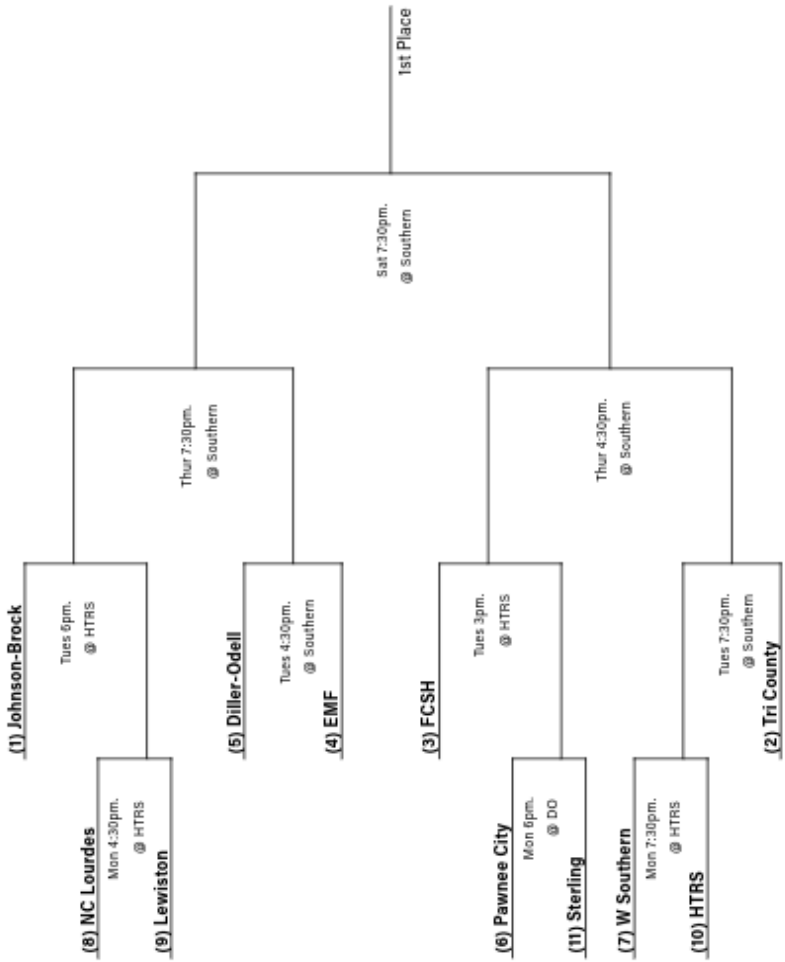 (1) Johnson-Brock
Tues 6pm.
@ HTRS
(8) NC Lourdes
Mon 4:30pm.
@ HTRS
(9) Lewiston
Thur 7:30pm.
@ Southern
(5) Diller-Odell
Tues 4:30pm.
@ Southern
(4) EMF
Sat 7:30pm.
@ Southern
1st Place
(3) FCSH
Tues 3pm.
@ HTRS
(6) Pawnee City
Mon 6pm.
@ DO
(11) Sterling
Thur 4:30pm.
@ Southern
(7) W Southern
Mon 7:30pm.
@ HTRS
(10) HTRS
Tues 7:30pm.
@ Southern
(2) Tri County